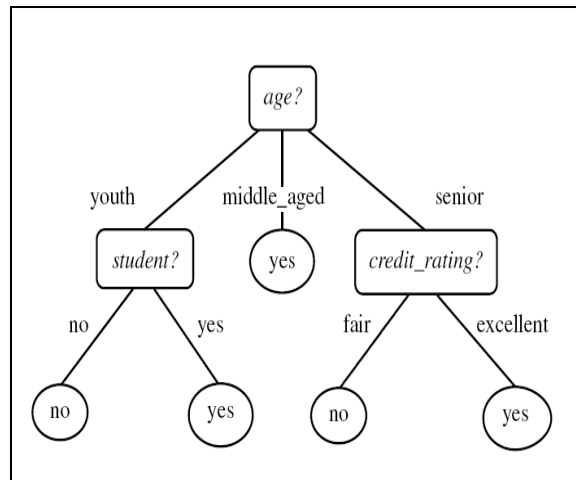 age?
youth
middle_aged
senior
student?
yes
credit_rating?
no
yes
fair
excellent
no
yes
no
yes